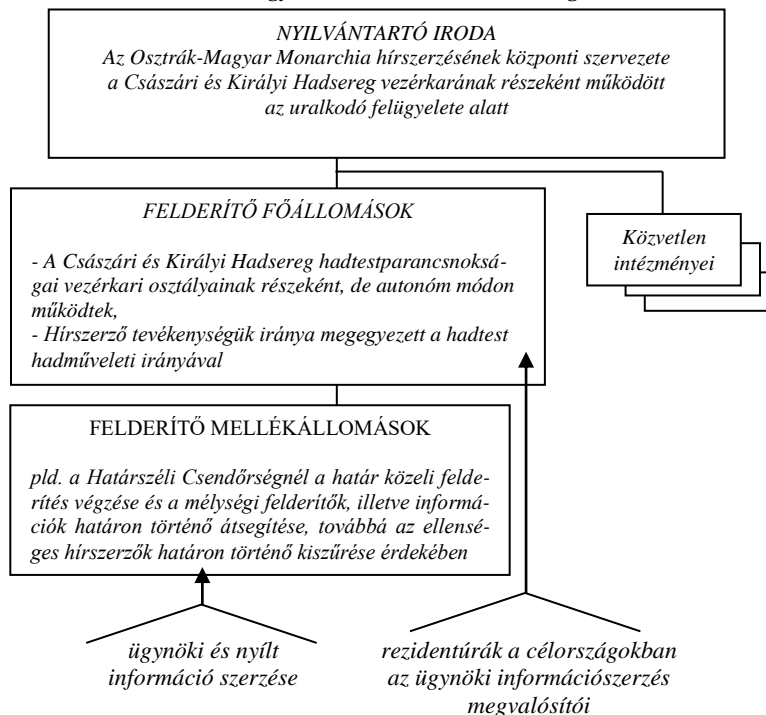 NYILVÁNTARTÓ IRODA
Az Osztrák-Magyar Monarchia hírszerzésének központi szervezete
a Császári és Királyi Hadsereg vezérkarának részeként működött
az uralkodó felügyelete alatt
FELDERÍTŐ FŐÁLLOMÁSOK
- A Császári és Királyi Hadsereg hadtestparancsnoksá-
gai vezérkari osztályainak részeként, de autonóm módon
működtek,
- Hírszerző tevékenységük iránya megegyezett a hadtest
hadműveleti irányával
Közvetlen
intézményei
FELDERÍTŐ MELLÉKÁLLOMÁSOK
pld. a Határszéli Csendőrségnél a határ közeli felde-
rítés végzése és a mélységi felderítők, illetve informá-
ciók határon történő átsegítése, továbbá az ellensé-
ges hírszerzők határon történő kiszűrése érdekében
ügynöki és nyílt
információ szerzése
rezidentúrák a célországokban
az ügynöki információszerzés
megvalósítói